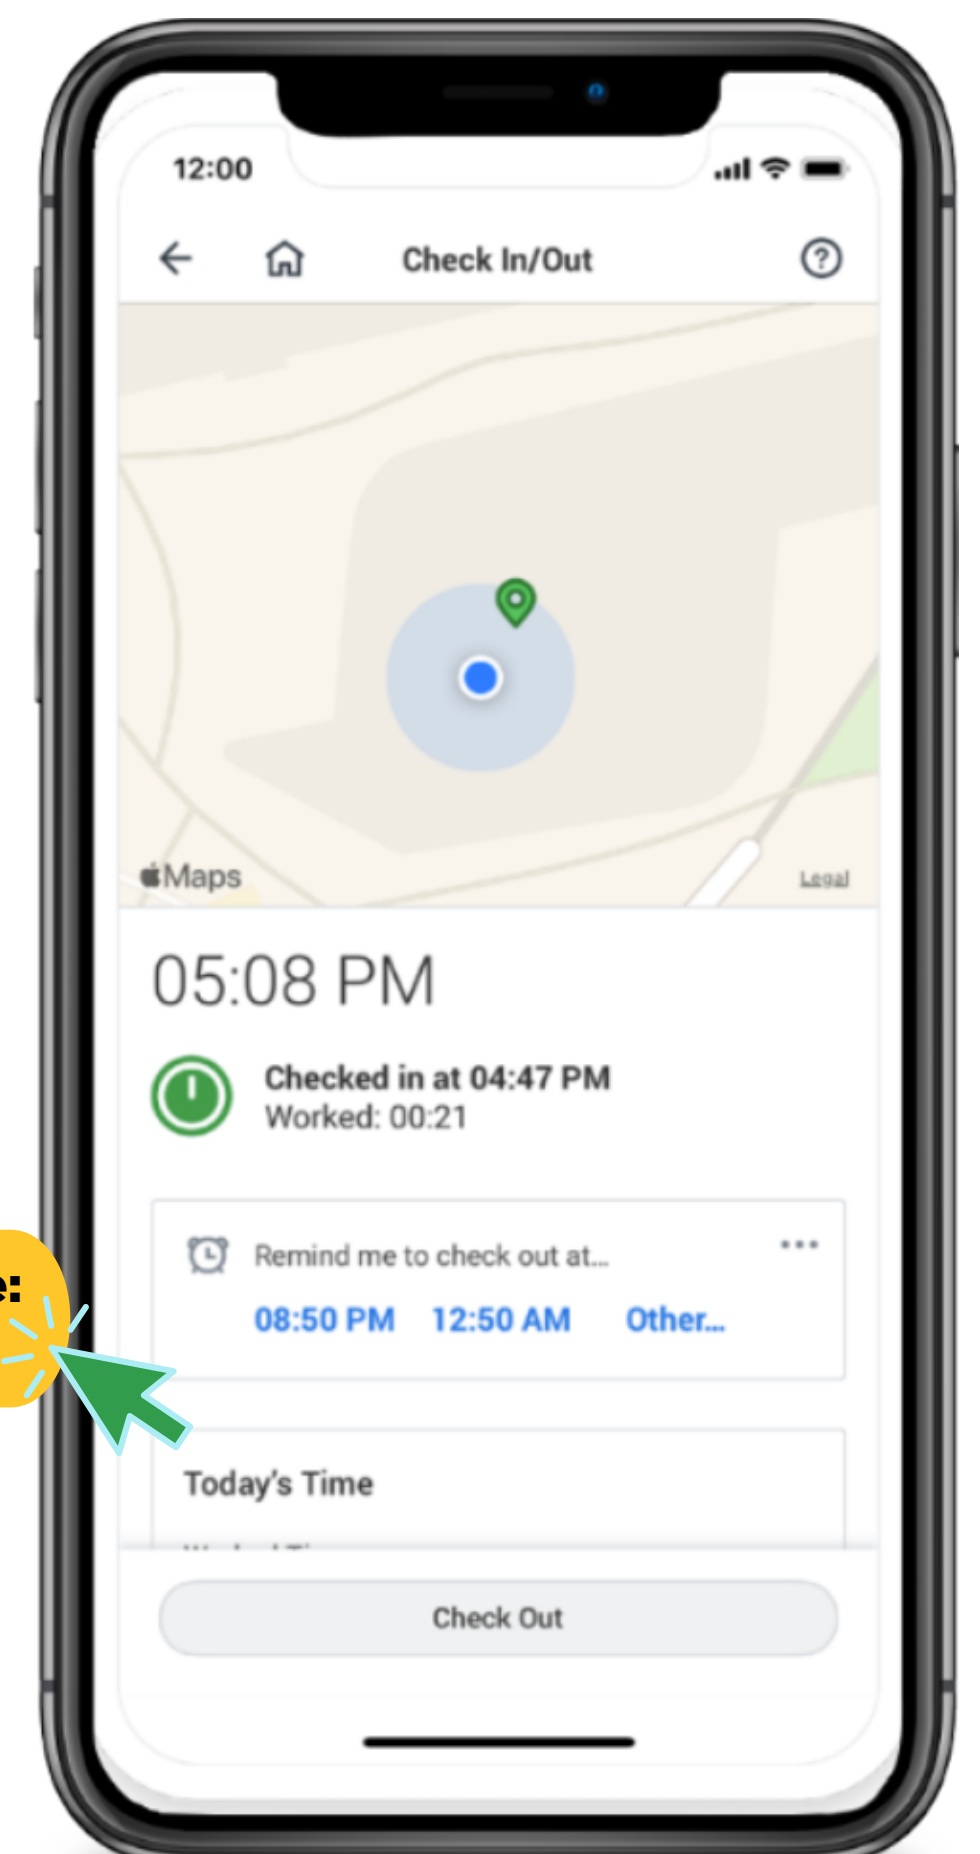 12:00
Check In/Out
Maps
Legal
05:08 PM
Checked in at 04:47 PM
Worked: 00:21
Remind me to check out at...
08:50 PM 12:50 AM Other...
e:
Today's Time
Check Out